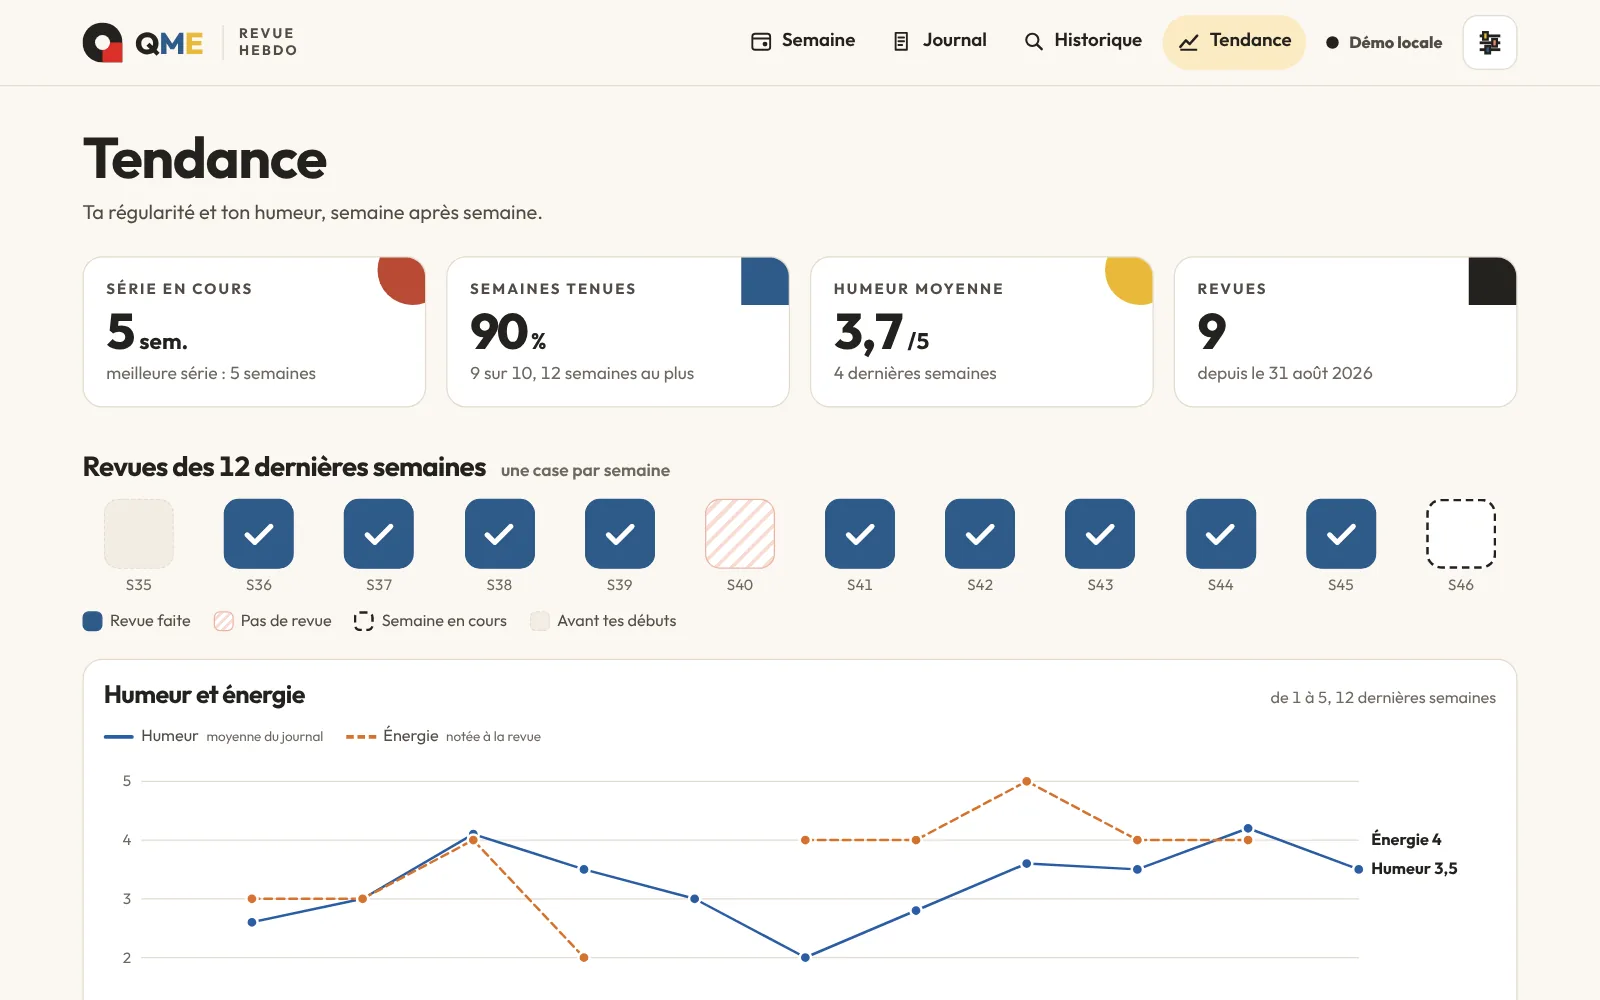 QME
REVUE
HEBDO
Semaine
Journal
Historique
Tendance
Démo locale
Tendance
Ta régularité et ton humeur, semaine après semaine.
SÉRIE EN COURS
5 sem.
meilleure série : 5 semaines
SEMAINES TENUES
90 %
9 sur 10, 12 semaines au plus
HUMEUR MOYENNE
3,7 /5
4 dernières semaines
REVUES
9
depuis le 31 août 2026
Revues des 12 dernières semaines une case par semaine
S35 S36 S37 S38 S39 S40 S41 S42 S43 S44 S45 S46
Revue faite Pas de revue Semaine en cours Avant tes débuts
Humeur et énergie
de 1 à 5, 12 dernières semaines
Humeur moyenne du journal Énergie notée à la revue
5
4
Énergie 4
Humeur 3,5
3
2